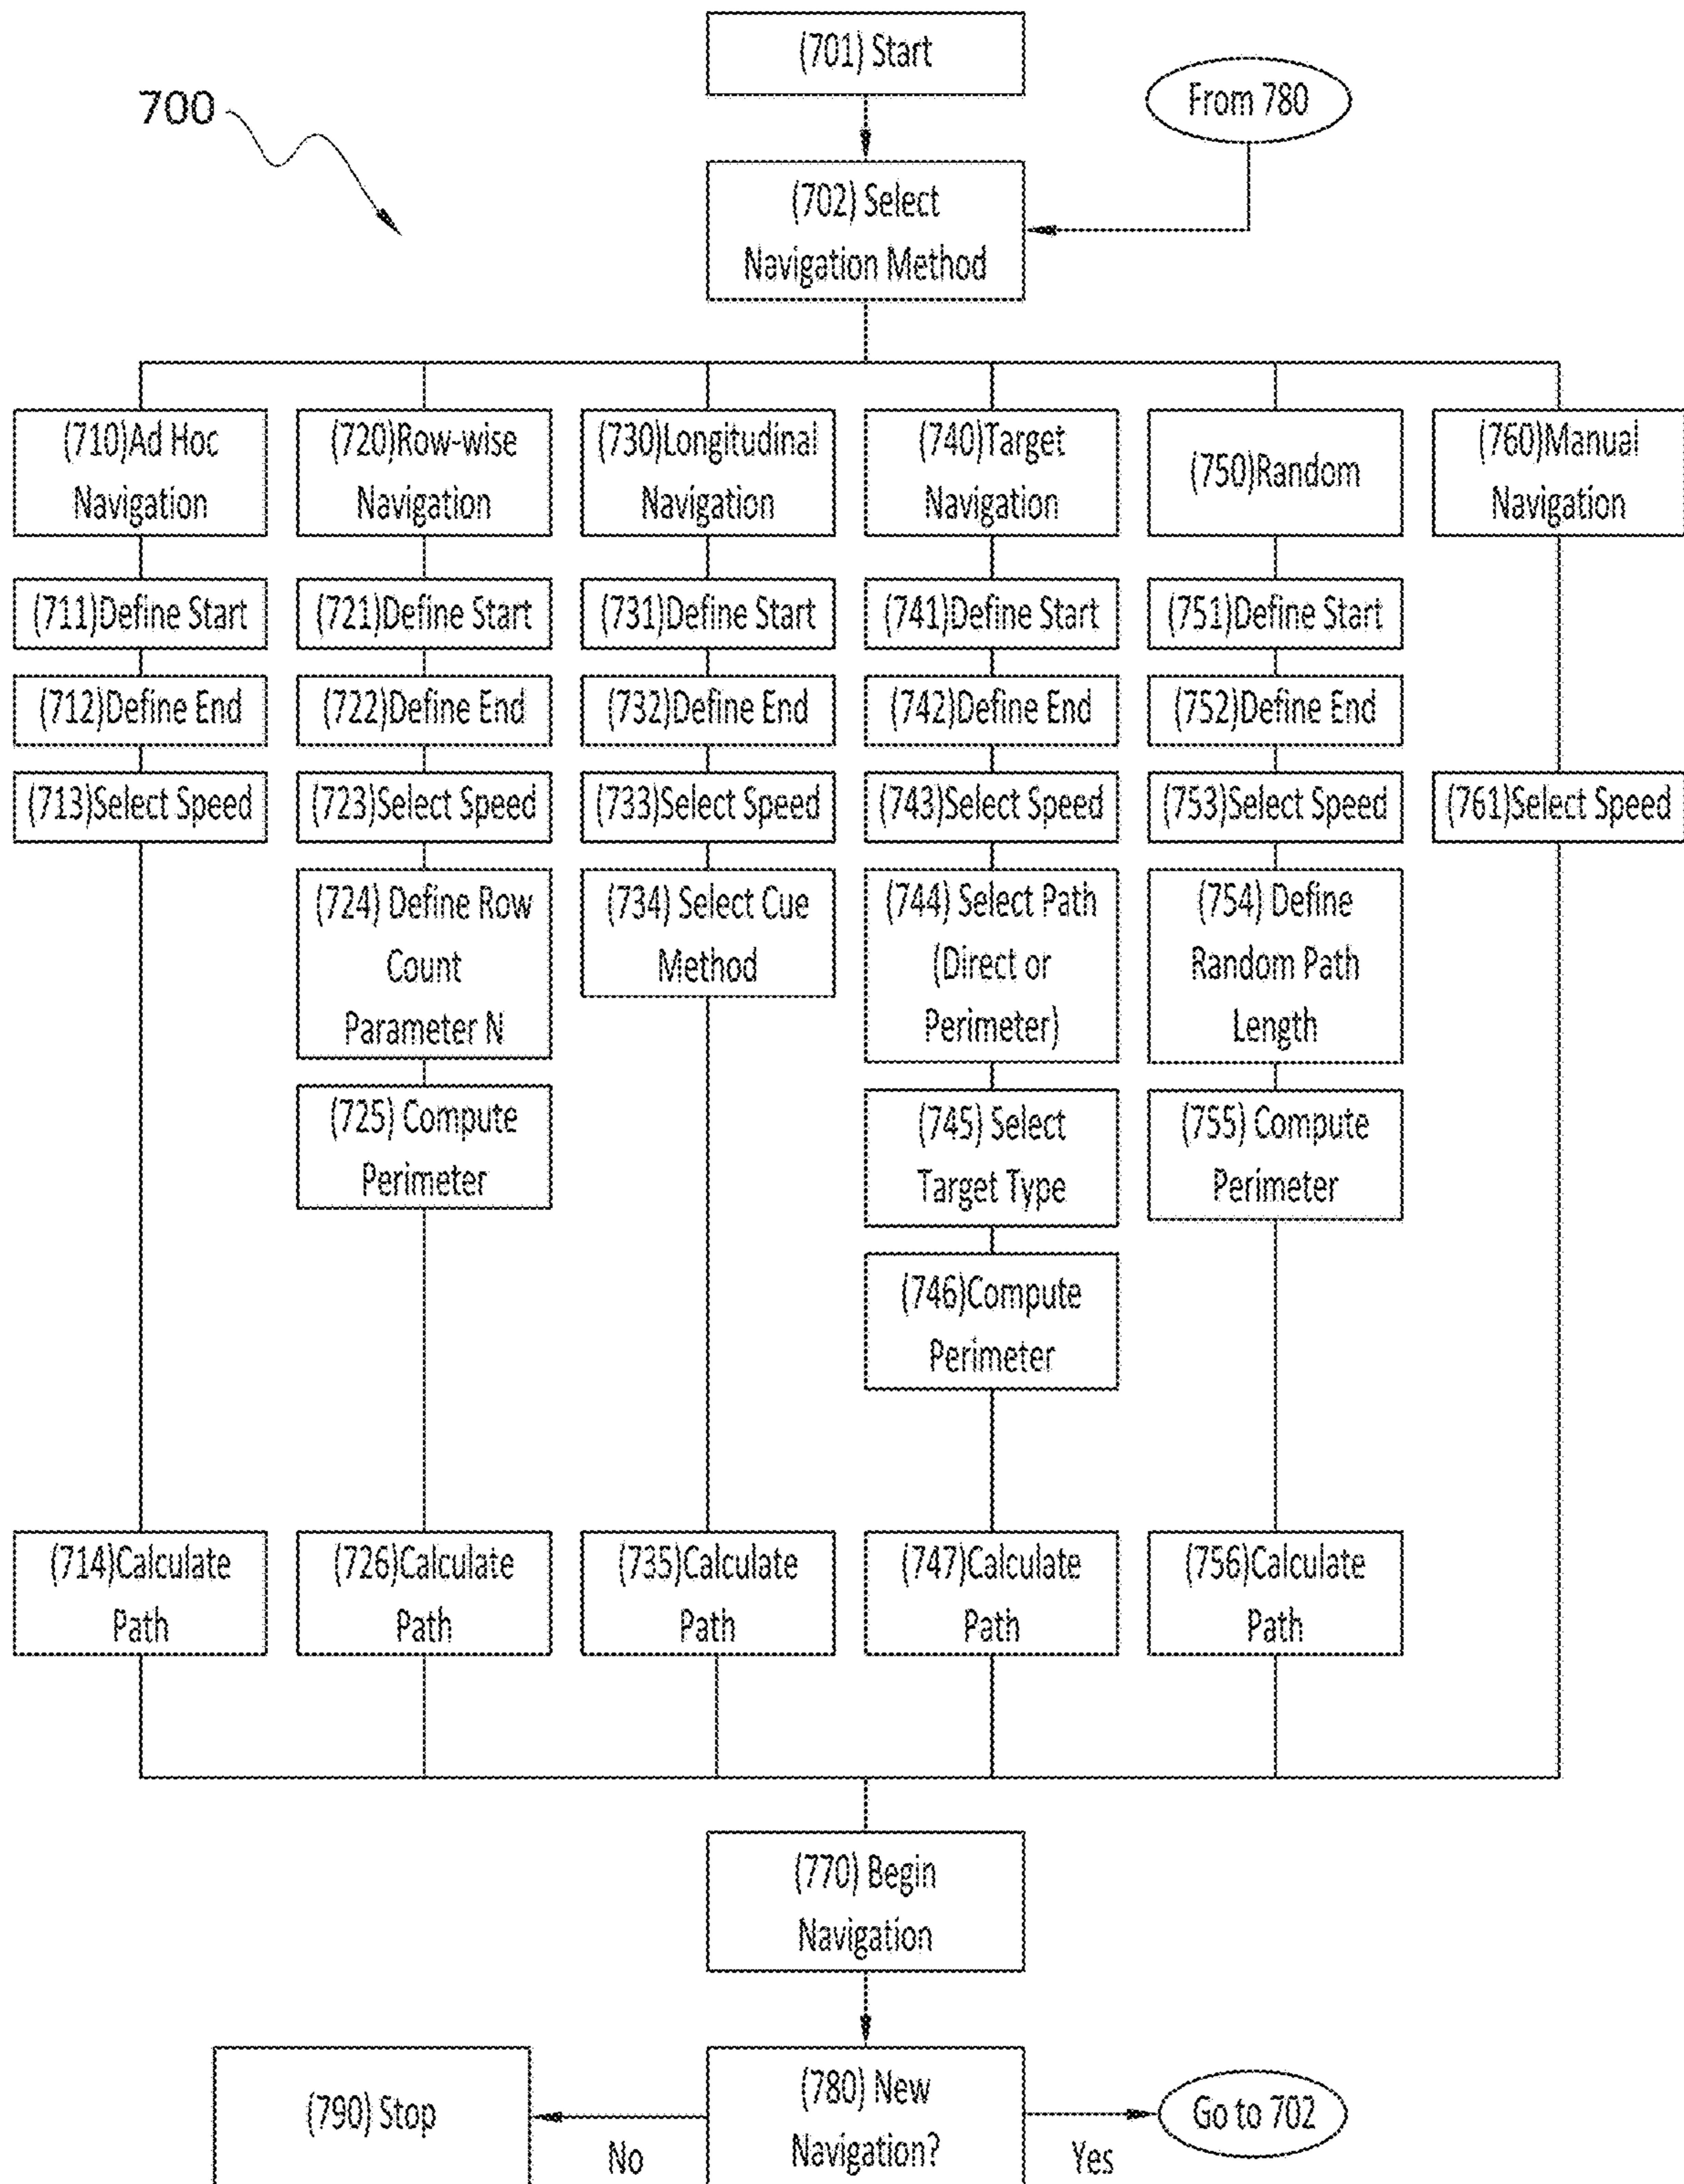 (701) Start
From 780
700
(702) Select
Navigation Method
(710)Ad Hoc
Navigation
(711)Define Start
(712)Define End
(713)Select Speed
(714)Calculate
Path
(720)Row-wise
Navigation
(721)Define Start
(722)Define End
(723)Select Speed
(724) Define Row
Count
Parameter N
(725) Compute
Perimeter
(726)Calculate
Path
(730)Longitudinal
Navigation
(731)Define Start
(732)Define End
(733)Select Speed
(734) Select Cue
Method
(735)Calculate
Path
(740)Target
Navigation
(741)Define Start
(742)Define End
(743)Select Speed
(744) Select Path
(Direct or
Perimeter)
(745) Select
Target Type
(746)Compute
Perimeter
(747)Calculate
Path
(750)Random
(751)Define Start
(752)Define End
(753)Select Speed
(754) Define
Random Path
Length
(755) Compute
Perimeter
(756)Calculate
Path
(760)Manual
Navigation
(761)Select Speed
(770) Begin
Navigation
(780) New
Navigation?
No
(790) Stop
Yes
Go to 702